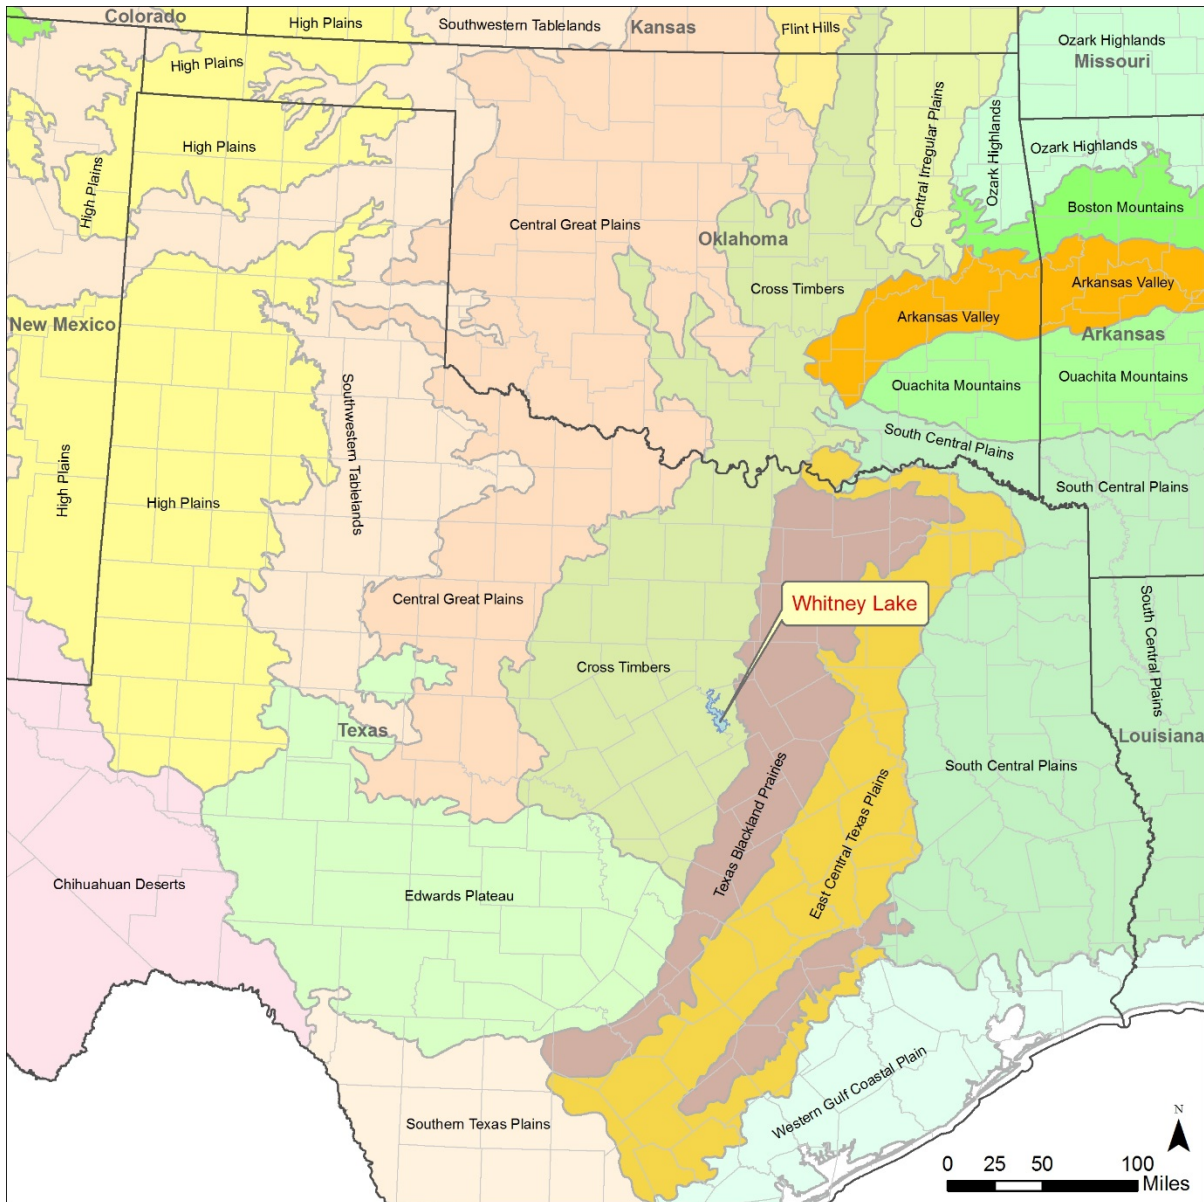 Colorado
High Plains
Southwestern Tablelands
Kansas
Flint Hills
Ozark Highlands
Missouri
High Plains
High Plains
High Plains
Central Irregular Plains
Ozark Highlands
Ozark Highlands
Boston Mountains
Central Great Plains
Oklahoma
Cross Timbers
Arkansas Valley
Arkansas Valley
New Mexico
Arkansas
Ouachita Mountains
Ouachita Mountains
Southwestern Tablelands
South Central Plains
South Central Plains
High Plains
High Plains
Whitney Lake
Central Great Plains
South Central Plains
Cross Timbers
Texas
Louisiana
South Central Plains
Texas Blackland Prairies
East Central Texas Plains
Chihuahuan Deserts
Edwards Plateau
Western Gulf Coastal Plain
Southern Texas Plains
N
0 25 50 100
Miles